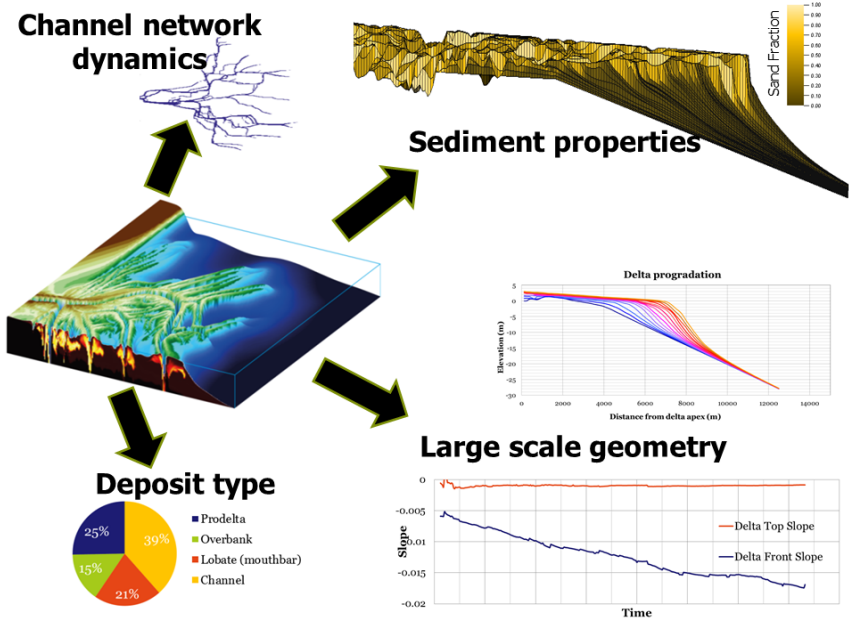 Channel network
dynamics
Sand Fraction
1.00
0.90
0.80
0.70
0.60
0.50
0.40
0.30
0.20
0.10
0.00
Sediment properties
Delta progradation
Elevation (m)
5
0
-5
-10
-15
-20
-25
-30
0 2000 4000 6000 8000 10000 12000 14000
Distance from delta apex (m)
Large scale geometry
Deposit type
25%
39%
15%
21%
Prodelta
Overbank
Lobate (mouthbar)
Channel
Slope
0
-0.005
-0.01
-0.015
-0.02
Delta Top Slope
Delta Front Slope
Time